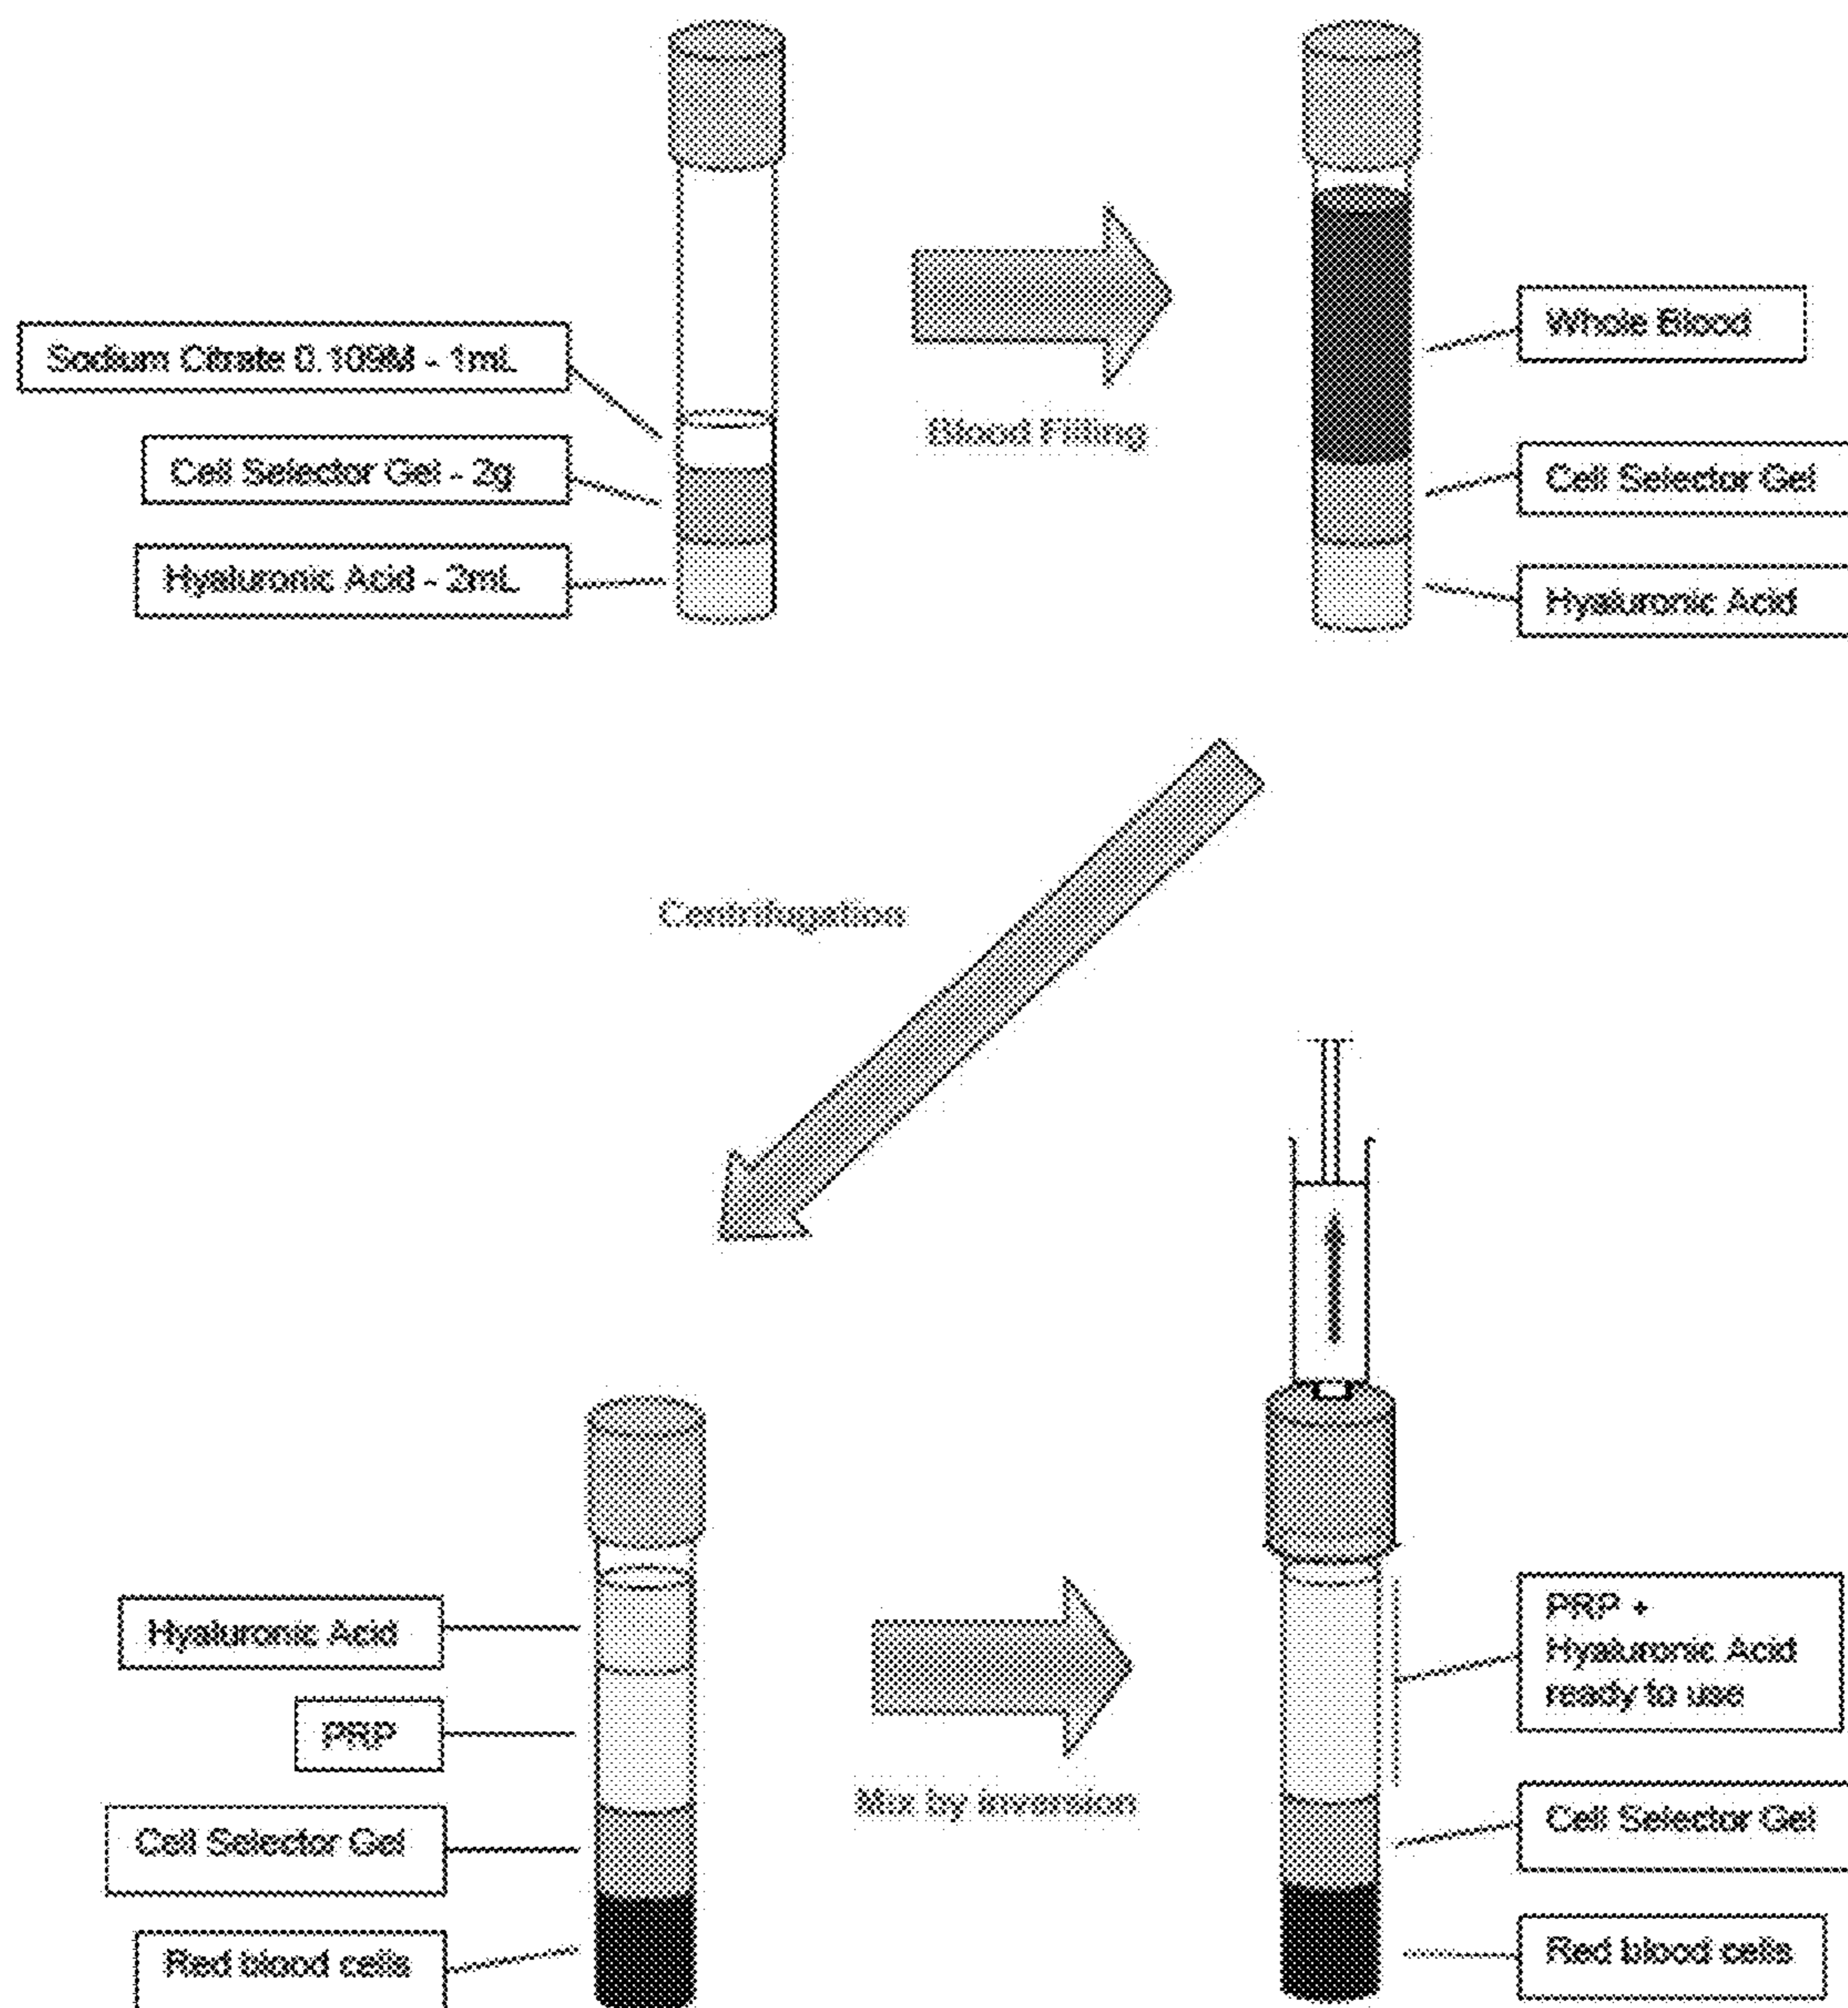 Sodium Citrate 0.109M - 1mL
Cell Selector Gel - 2g
Hyaluronic Acid - 2mL
Blood Filling
Whole Blood
Cell Selector Gel
Hyaluronic Acid
Centrifugation
Hyaluronic Acid
PRP
Cell Selector Gel
Red blood cells
Mix by inversion
PRP +
Hyaluronic Acid
ready to use
Cell Selector Gel
Red blood cells